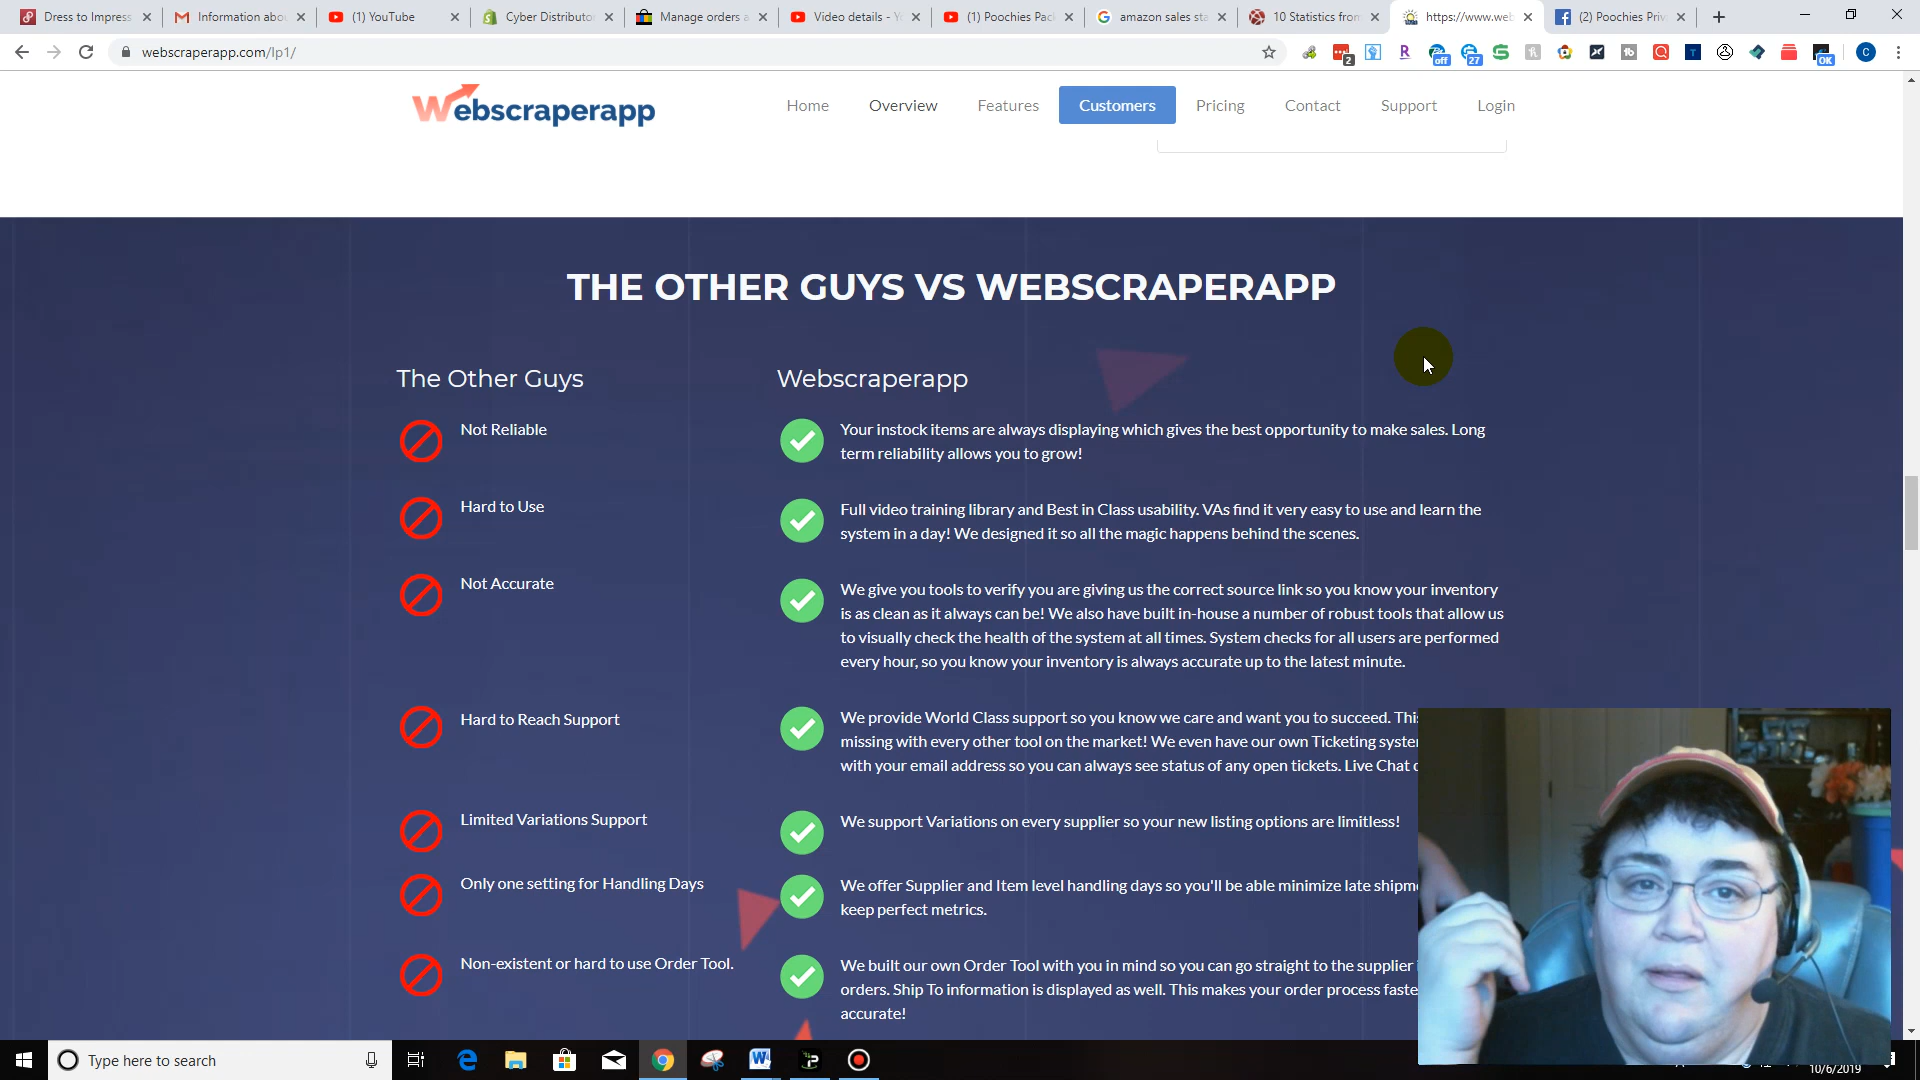 Dress to Impress
Information abo
(1) YouTube
Cyber Distributo
Manage orders a
Video details - Y
(1) Poochies Pac
amazon sales sta
10 Statistics from
https://www.web
(2) Poochies Priv
webscraperapp.com/lp1/
2
off
27
OK
C
Webscraperapp
Home
Overview
Features
Customers
Pricing
Contact
Support
Login
THE OTHER GUYS VS WEBSCRAPERAPP
The Other Guys
Webscraperapp
Not Reliable
Your instock items are always displaying which gives the best opportunity to make sales. Long
term reliability allows you to grow!
Hard to Use
Full video training library and Best in Class usability. VAs find it very easy to use and learn the
system in a day! We designed it so all the magic happens behind the scenes.
Not Accurate
We give you tools to verify you are giving us the correct source link so you know your inventory
is as clean as it always can be! We also have built in-house a number of robust tools that allow us
to visually check the health of the system at all times. System checks for all users are performed
every hour, so you know your inventory is always accurate up to the latest minute.
Hard to Reach Support
We provide World Class support so you know we care and want you to succeed. This
missing with every other tool on the market! We even have our own Ticketing system
with your email address so you can always see status of any open tickets. Live Chat
Limited Variations Support
We support Variations on every supplier so your new listing options are limitless!
Only one setting for Handling Days
We offer Supplier and Item level handling days so you'll be able minimize late shipme
keep perfect metrics.
Non-existent or hard to use Order Tool.
We built our own Order Tool with you in mind so you can go straight to the supplier
orders. Ship To information is displayed as well. This makes your order process faste
accurate!
Type here to search
10/6/2019